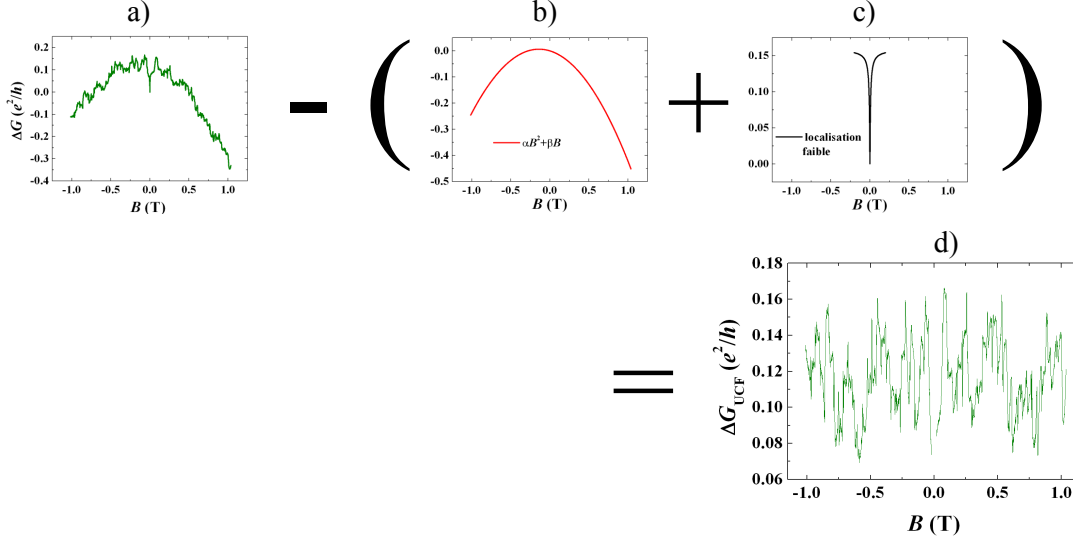 a)
0.2
0.1
0.0
-0.1
-0.2
-0.3
-0.4
-1.0 -0.5 0.0 0.5 1.0
ΔG (e²/h)
B (T)
−
(
b)
0.0
-0.1
-0.2
-0.3
-0.4
-0.5
-1.0 -0.5 0.0 0.5 1.0
αB²+βB
B (T)
+
c)
0.15
0.10
0.05
0.00
-1.0 -0.5 0.0 0.5 1.0
localisation
faible
B (T)
)
=
d)
0.18
0.16
0.14
0.12
0.10
0.08
0.06
-1.0 -0.5 0.0 0.5 1.0
ΔG_UCF (e²/h)
B (T)